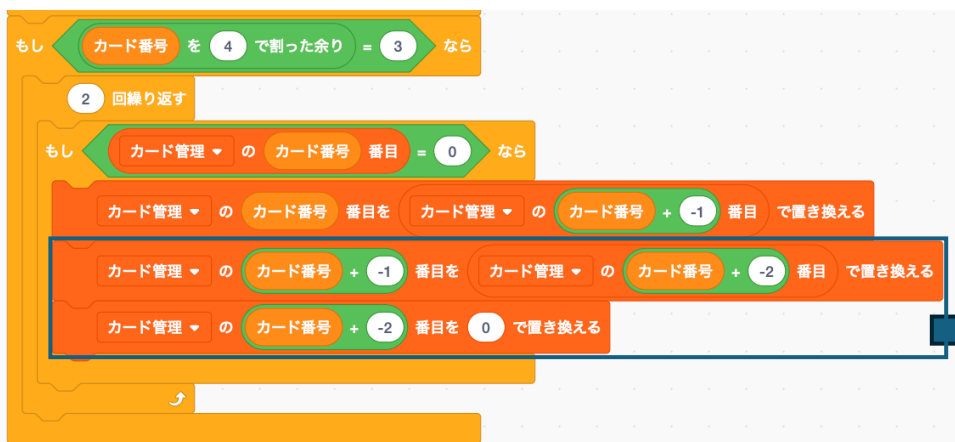 もし カード番号 を 4 で割った余り = 3 なら
2 回繰り返す
もし カード管理 の カード番号 番目 = 0 なら
カード管理 の カード番号 番目を カード管理 の カード番号 + -1 番目 で置き換える
カード管理 の カード番号 + -1 番目を カード管理 の カード番号 + -2 番目 で置き換える
カード管理 の カード番号 + -2 番目を 0 で置き換える